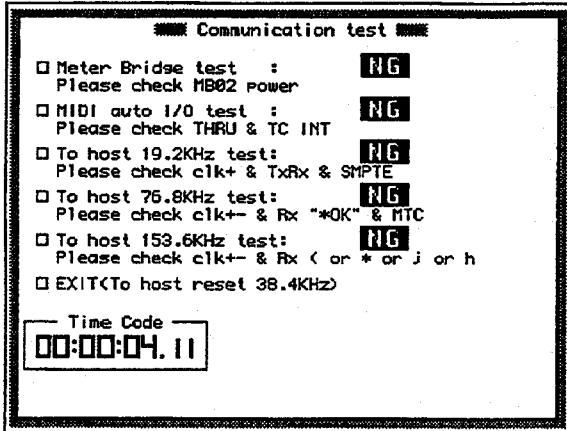 Communication test
Meter Bridge test : NG
Please check MB02 power
MIDI auto I/O test : NG
Please check THRU & TC INT
To host 19.2KHz test: NG
Please check clk+ & TxRx & SMPTE
To host 76.8KHz test: NG
Please check clk+- & Rx "*OK" & MTC
To host 153.6KHz test: NG
Please check clk+- & Rx ( or * or j or h
EXIT(To host reset 38.4KHz)
Time Code
00:00:04.11